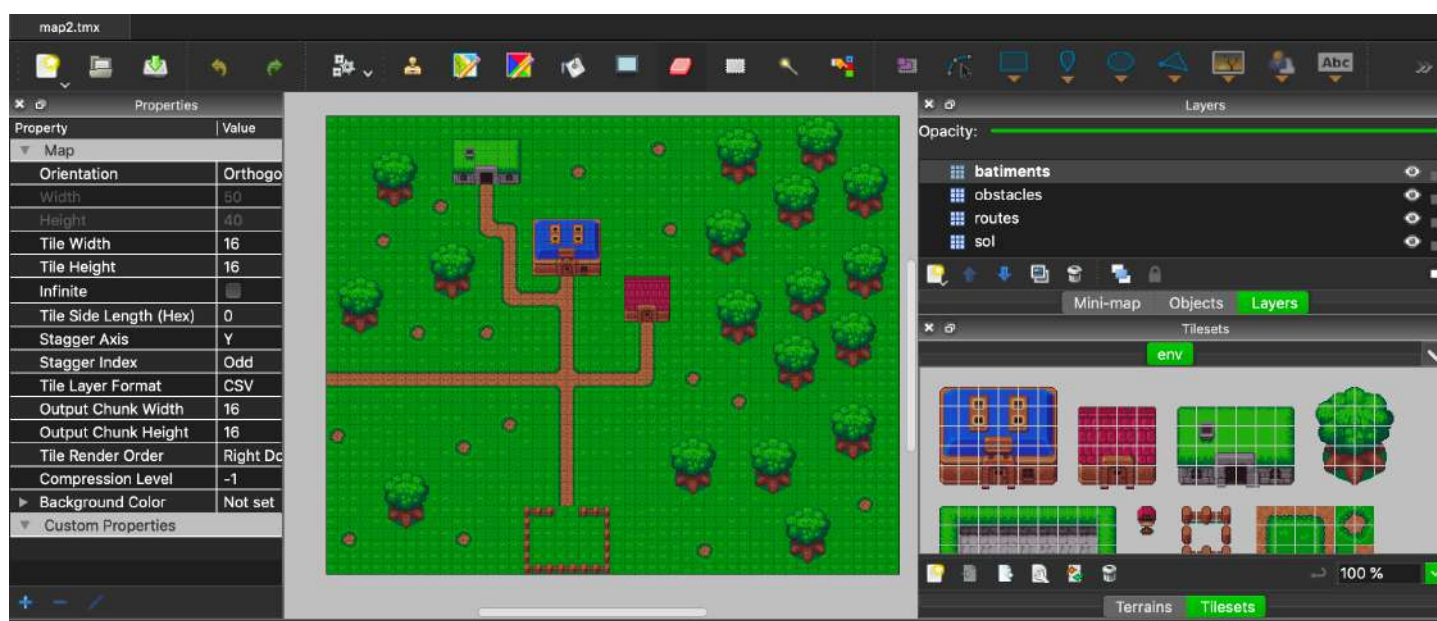 map2.tmx
Abc
Properties
Property Value
Map
Orientation Orthogo
Width 50
Height 40
Tile Width 16
Tile Height 16
Infinite
Tile Side Length (Hex) 0
Stagger Axis Y
Stagger Index Odd
Tile Layer Format CSV
Output Chunk Width 16
Output Chunk Height 16
Tile Render Order Right Do
Compression Level -1
Background Color Not set
Custom Properties
Layers
Opacity:
batiments
obstacles
routes
sol
Mini-map Objects Layers
Tilesets
env
100 %
Terrains Tilesets